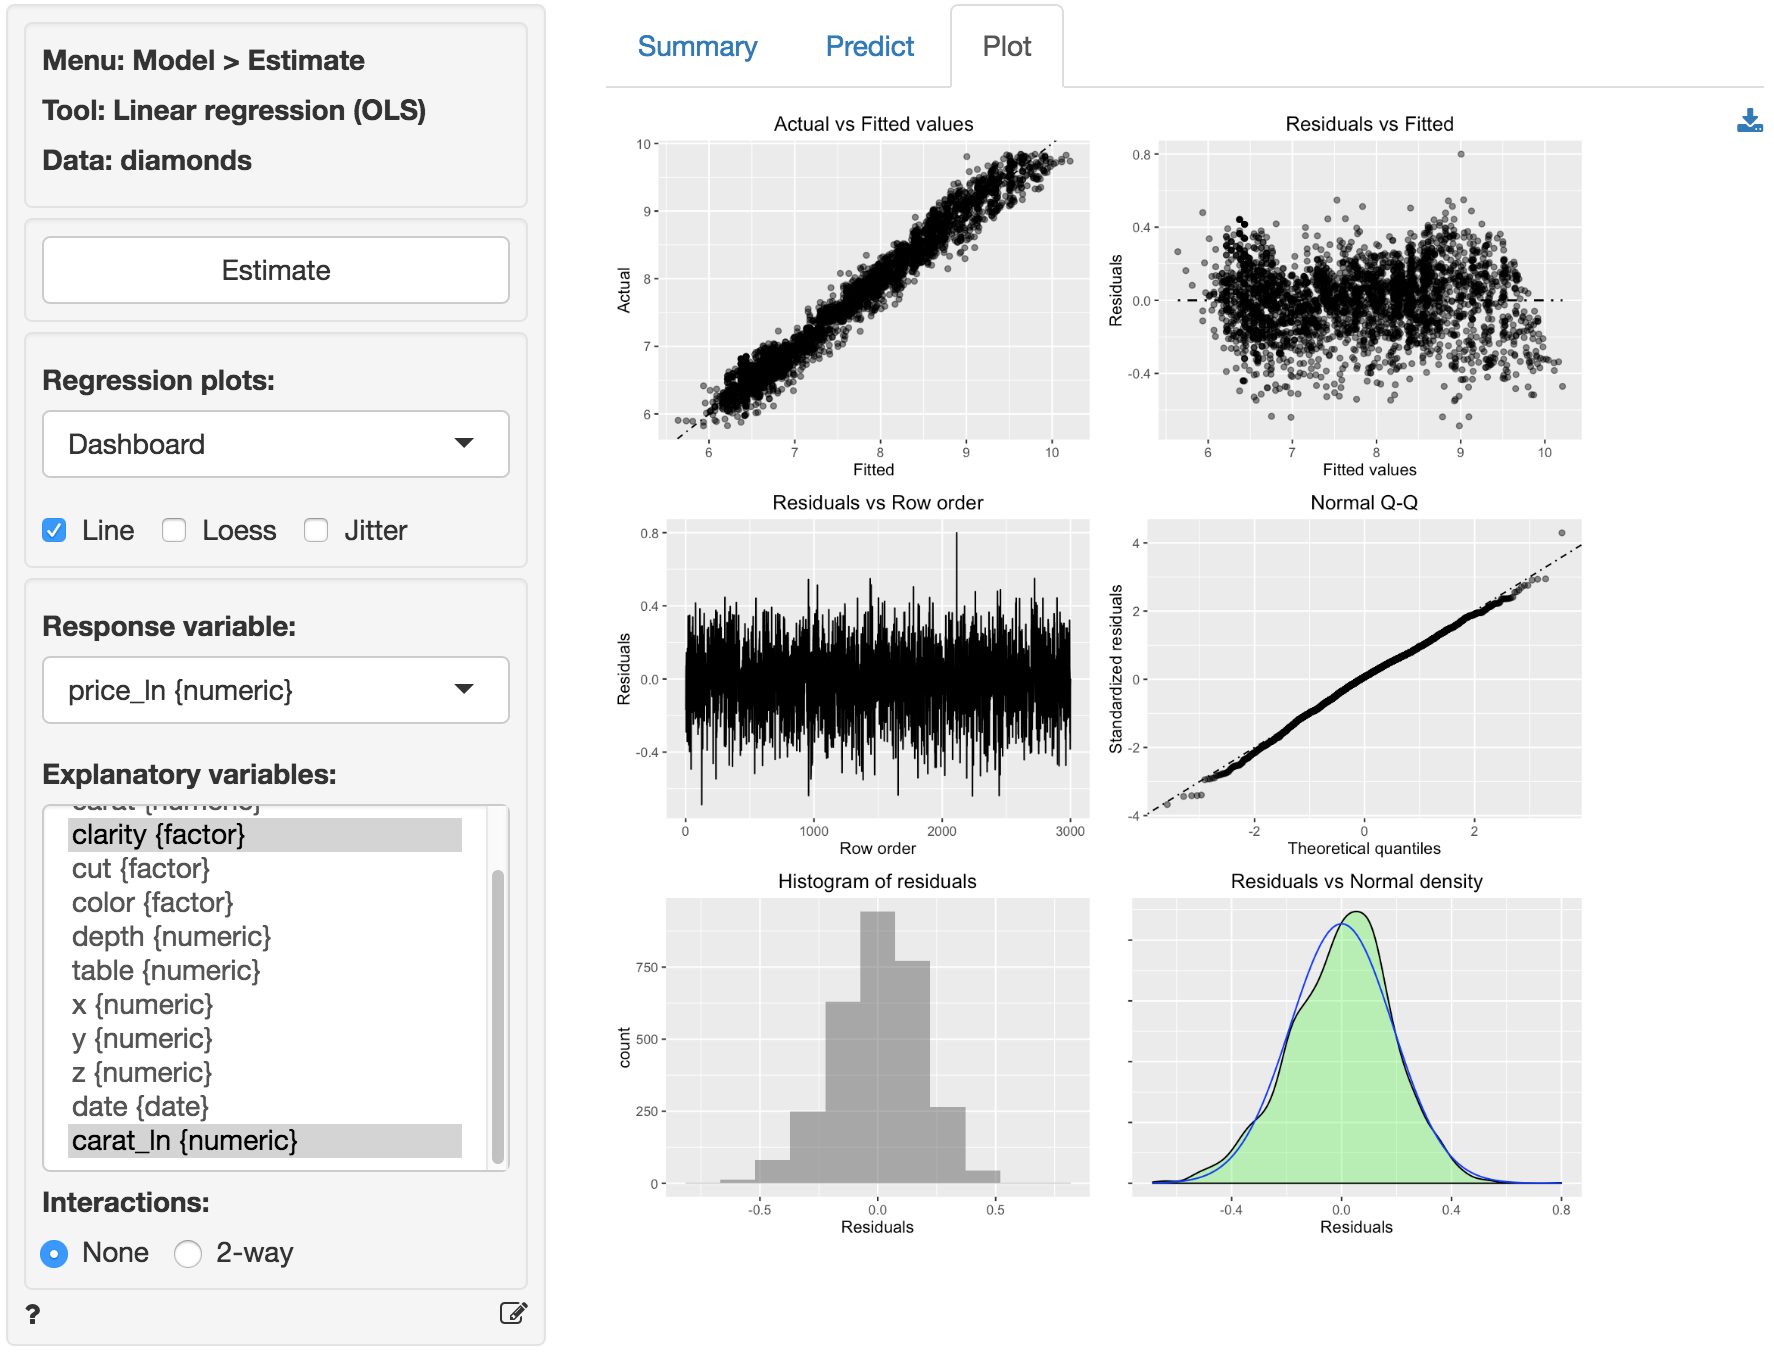 Menu: Model > Estimate
Tool: Linear regression (OLS)
Data: diamonds
Estimate
Regression plots:
Dashboard
Line Loess Jitter
Response variable:
price_ln {numeric}
Explanatory variables:
clarity {factor}
cut {factor}
color {factor}
depth {numeric}
table {numeric}
x {numeric}
y {numeric}
z {numeric}
date {date}
carat_ln {numeric}
Interactions:
None 2-way
?
Summary Predict Plot
Actual vs Fitted values
10
9
8
7
6
Actual
6 7 8 9 10
Fitted
Residuals vs Fitted
0.8
0.4
0.0
-0.4
Residuals
6 7 8 9 10
Fitted values
Residuals vs Row order
0.8
0.4
0.0
-0.4
Residuals
0 1000 2000 3000
Row order
Normal Q-Q
4
2
0
-2
-4
Standardized residuals
-2 0 2
Theoretical quantiles
Histogram of residuals
750
500
250
0
count
-0.5 0.0 0.5
Residuals
Residuals vs Normal density
-0.4 0.0 0.4 0.8
Residuals